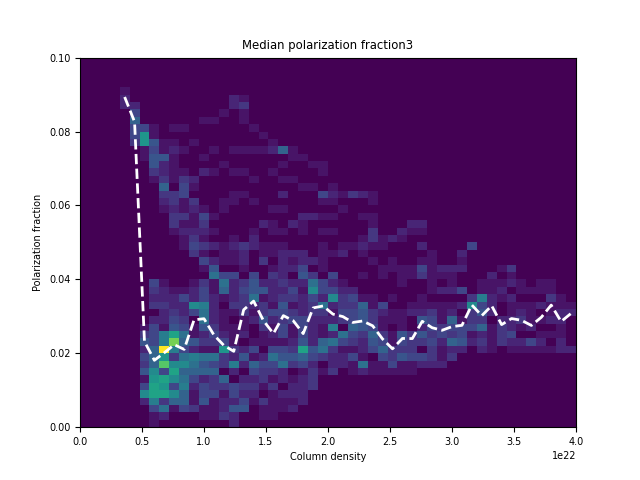 Median polarization fraction3
0.10
0.08
0.06
0.04
0.02
0.00
Polarization fraction
0.0 0.5 1.0 1.5 2.0 2.5 3.0 3.5 4.0
Column density
1e22